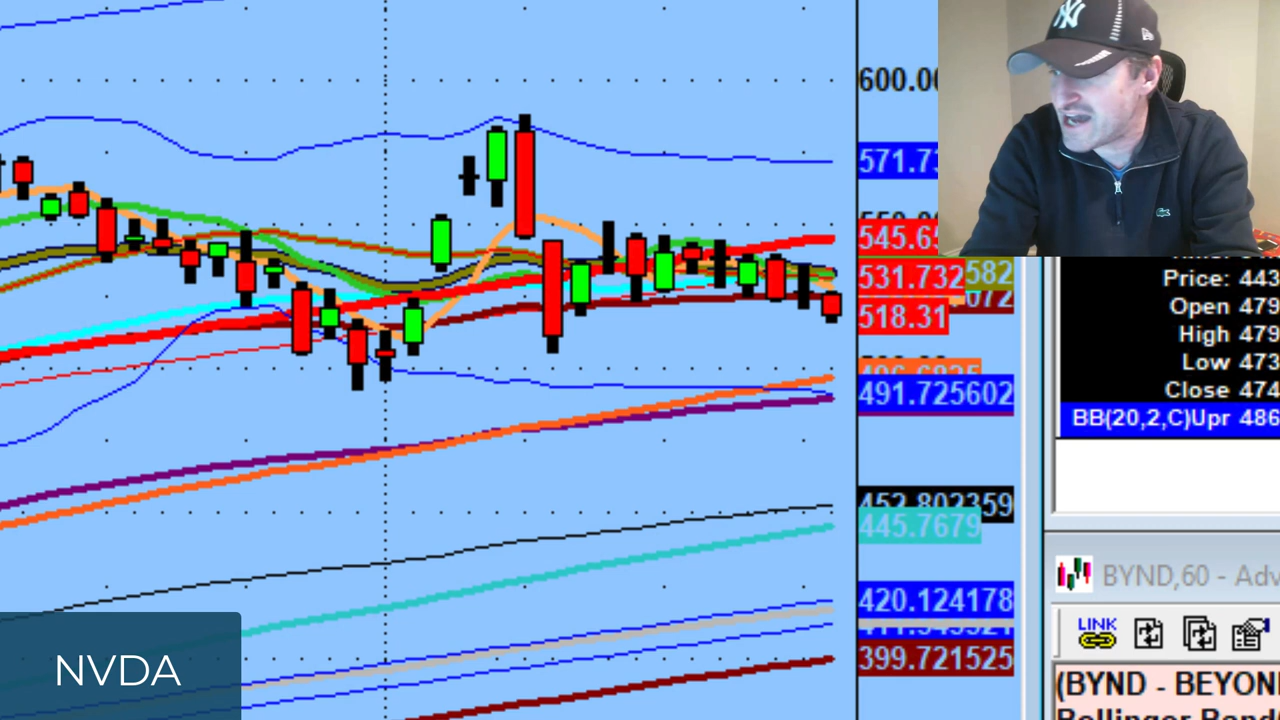 NY
600.00
571.73
545.65
531.732
582
072
518.31
491.725602
452.802359
445.7679
420.124178
399.721525
Price: 443
Open 479
High 479
Low 473
Close 474
BB(20,2,C)Upr 486
BYND,60 - Adv
LINK
(BYND - BEYON
NVDA